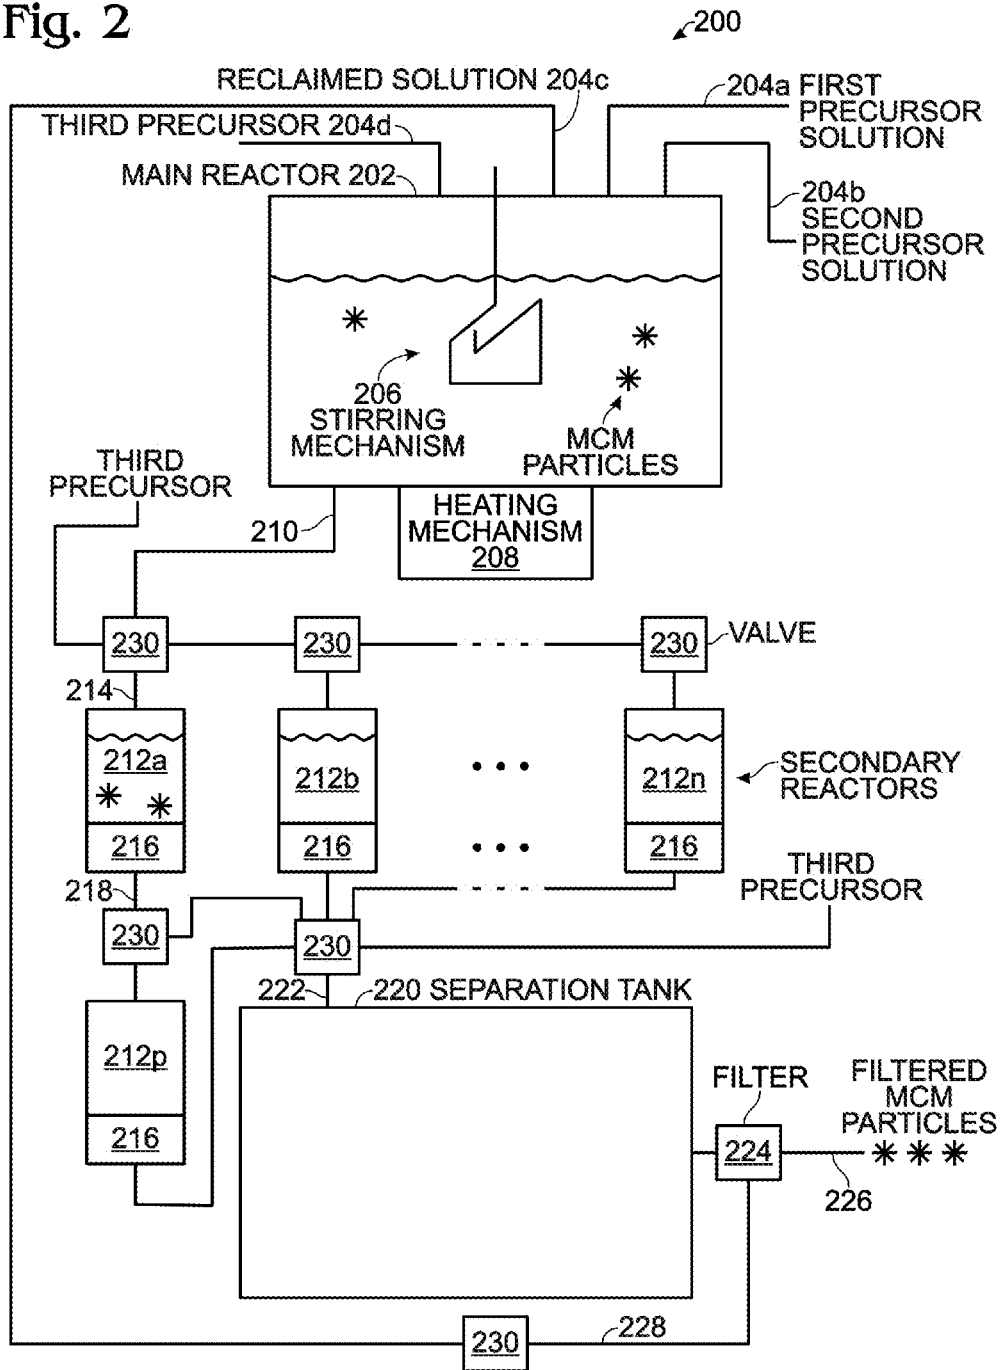 Fig. 2
200
RECLAIMED SOLUTION 204c
204a FIRST
PRECURSOR
SOLUTION
THIRD PRECURSOR 204d
MAIN REACTOR 202
204b
SECOND
PRECURSOR
SOLUTION
206
STIRRING
MECHANISM
MCM
PARTICLES
THIRD
PRECURSOR
210
HEATING
MECHANISM
208
230
230
230
VALVE
214
212a
212b
212n
SECONDARY
REACTORS
216
216
216
218
THIRD
PRECURSOR
230
230
222
220 SEPARATION TANK
212p
216
FILTER
224
FILTERED
MCM
PARTICLES
226
230
228